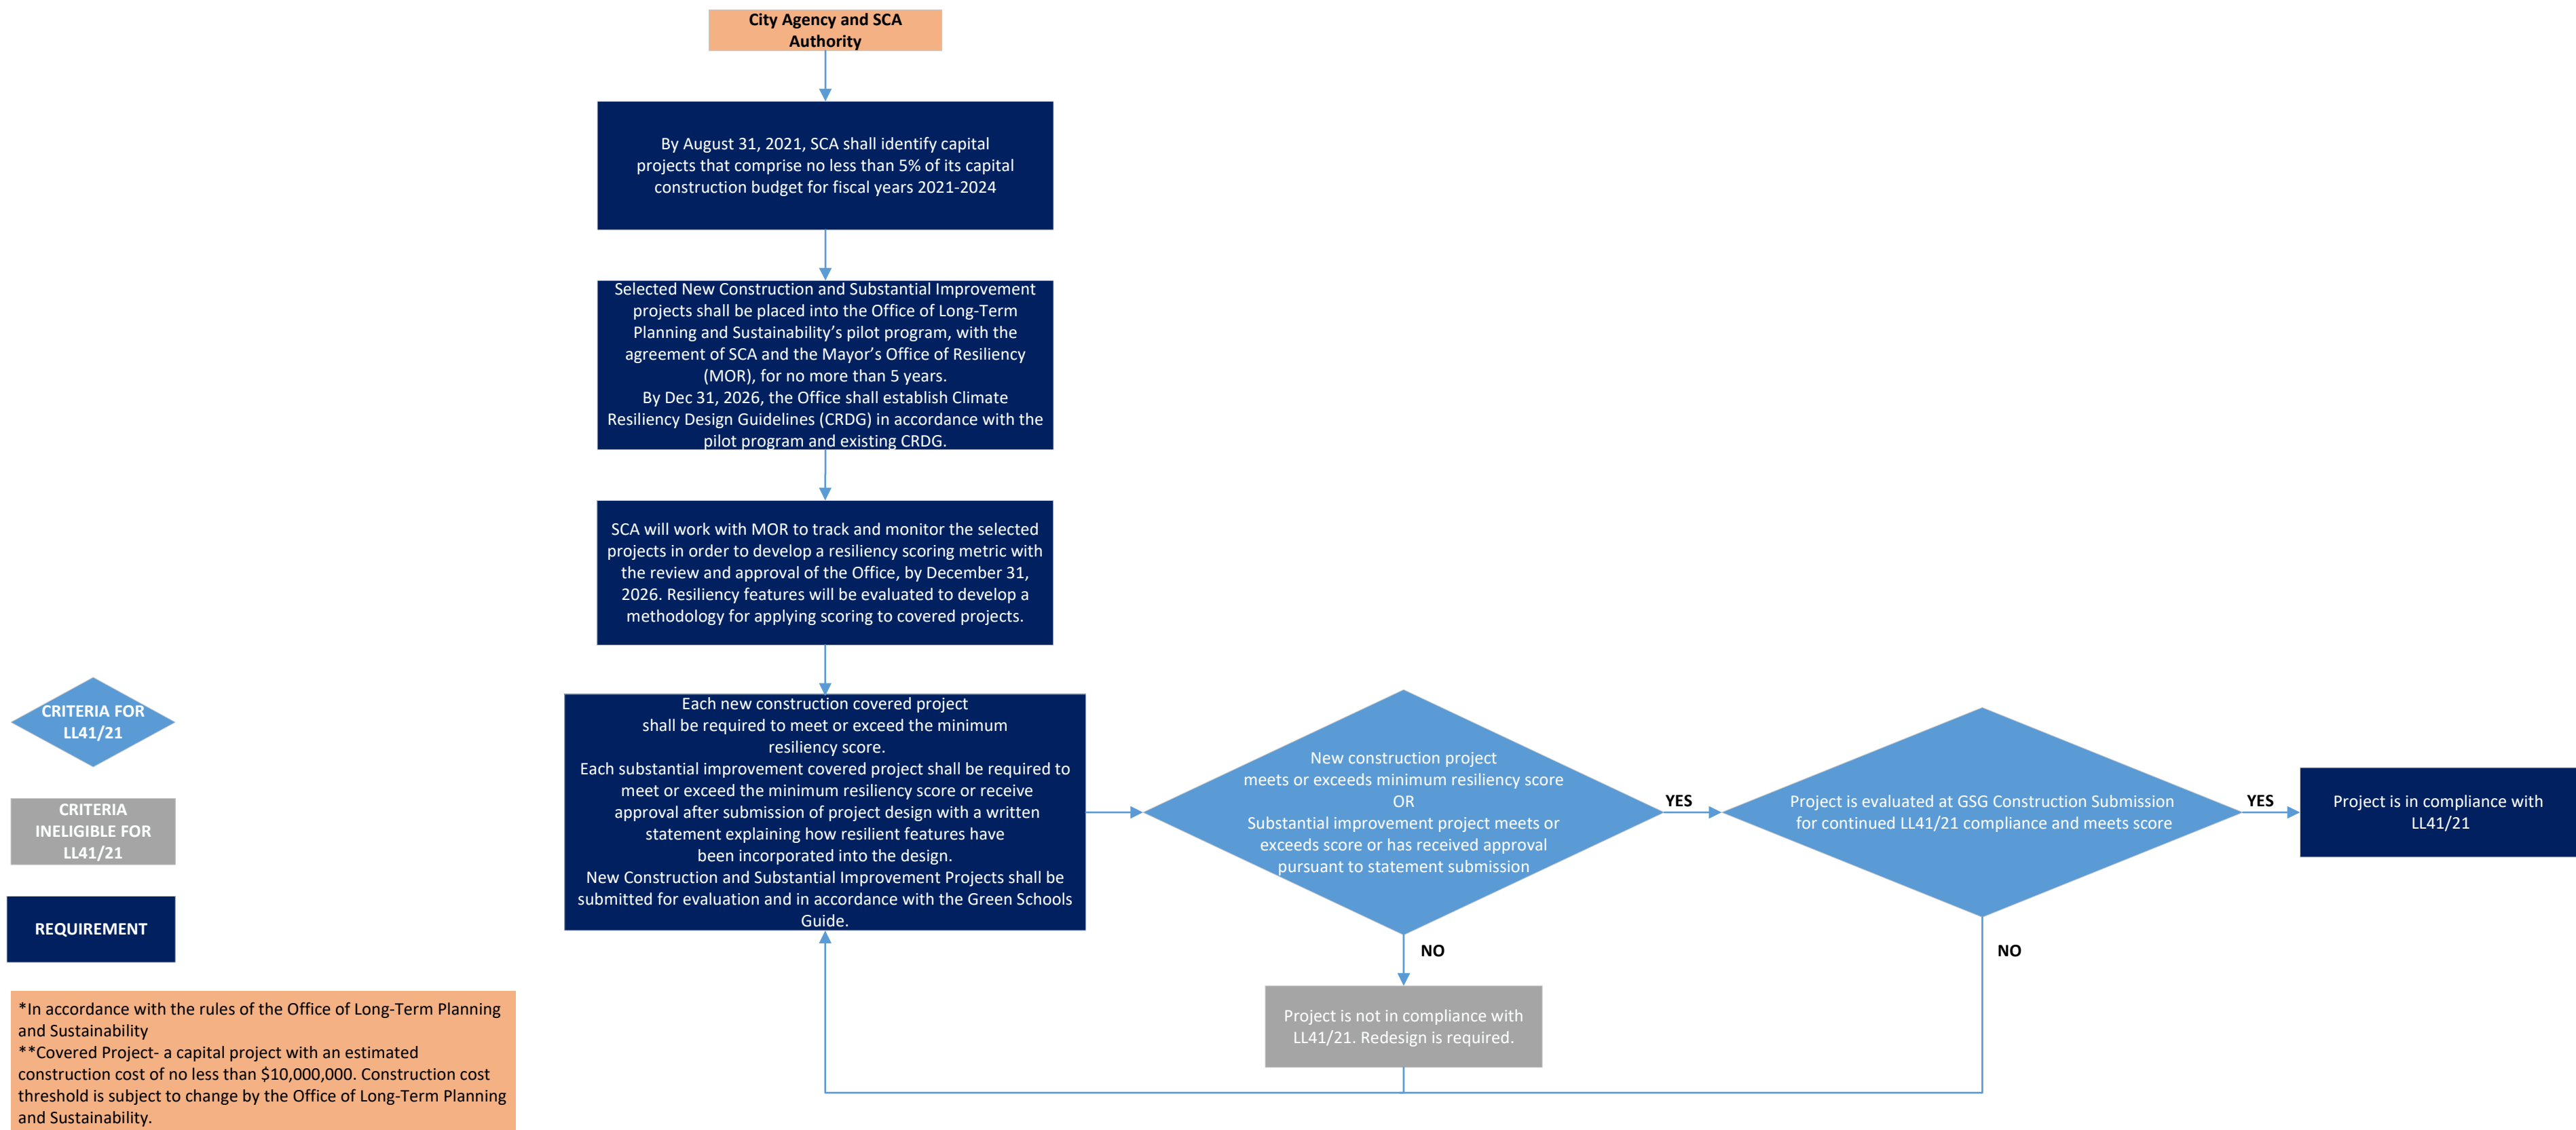 City Agency and SCA
Authority
By August 31, 2021, SCA shall identify capital
projects that comprise no less than 5% of its capital
construction budget for fiscal years 2021-2024
Selected New Construction and Substantial Improvement
projects shall be placed into the Office of Long-Term
Planning and Sustainability’s pilot program, with the
agreement of SCA and the Mayor’s Office of Resiliency
(MOR), for no more than 5 years.
By Dec 31, 2026, the Office shall establish Climate
Resiliency Design Guidelines (CRDG) in accordance with the
pilot program and existing CRDG.
SCA will work with MOR to track and monitor the selected
projects in order to develop a resiliency scoring metric with
the review and approval of the Office, by December 31,
2026. Resiliency features will be evaluated to develop a
methodology for applying scoring to covered projects.
Each new construction covered project
shall be required to meet or exceed the minimum
resiliency score.
Each substantial improvement covered project shall be required to
meet or exceed the minimum resiliency score or receive
approval after submission of project design with a written
statement explaining how resilient features have
been incorporated into the design.
New Construction and Substantial Improvement Projects shall be
submitted for evaluation and in accordance with the Green Schools
Guide.
New construction project
meets or exceeds minimum resiliency score
OR
Substantial improvement project meets or
exceeds score or has received approval
pursuant to statement submission
YES
Project is evaluated at GSG Construction Submission
for continued LL41/21 compliance and meets score
YES
Project is in compliance with
LL41/21
NO
NO
Project is not in compliance with
LL41/21. Redesign is required.
CRITERIA FOR
LL41/21
CRITERIA
INELIGIBLE FOR
LL41/21
REQUIREMENT
*In accordance with the rules of the Office of Long-Term Planning
and Sustainability
**Covered Project- a capital project with an estimated
construction cost of no less than $10,000,000. Construction cost
threshold is subject to change by the Office of Long-Term Planning
and Sustainability.